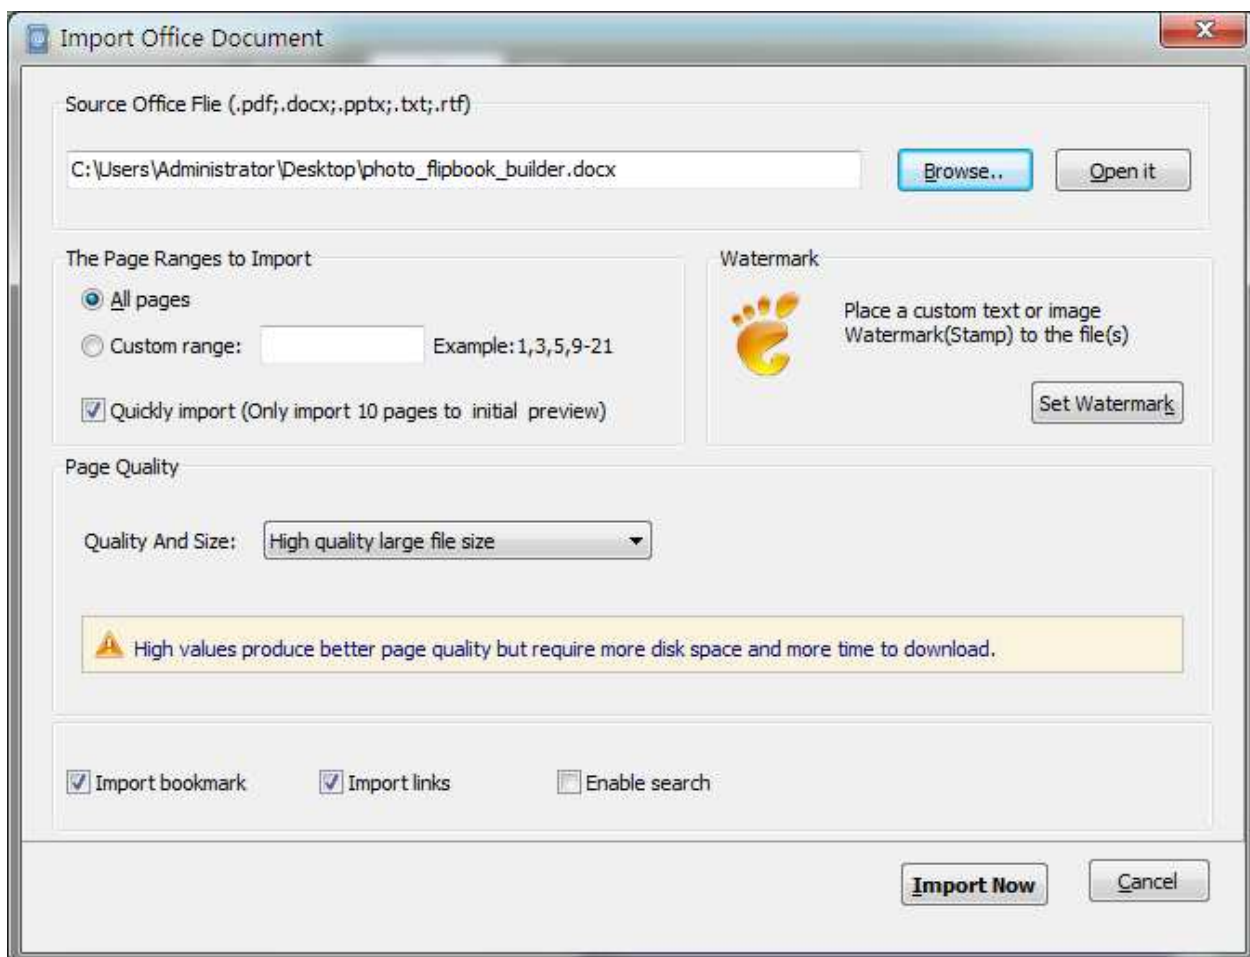 Import Office Document
Source Office Flie (.pdf;.docx;.pptx;.txt;.rtf)
C:\Users\Administrator\Desktop\photo_flipbook_builder.docx
Browse..
Open it
The Page Ranges to Import
All pages
Custom range:
Example:1,3,5,9-21
Quickly import (Only import 10 pages to initial preview)
Watermark
Place a custom text or image
Watermark(Stamp) to the file(s)
Set Watermark
Page Quality
Quality And Size:
High quality large file size
High values produce better page quality but require more disk space and more time to download.
Import bookmark
Import links
Enable search
Import Now
Cancel